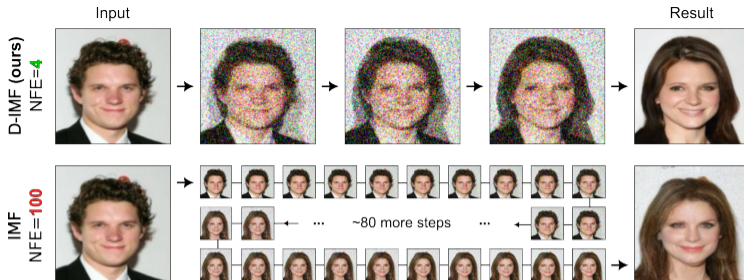 Input
Result
D-IMF (ours)
NFE=4
IMF
NFE=100
... ~80 more steps ...